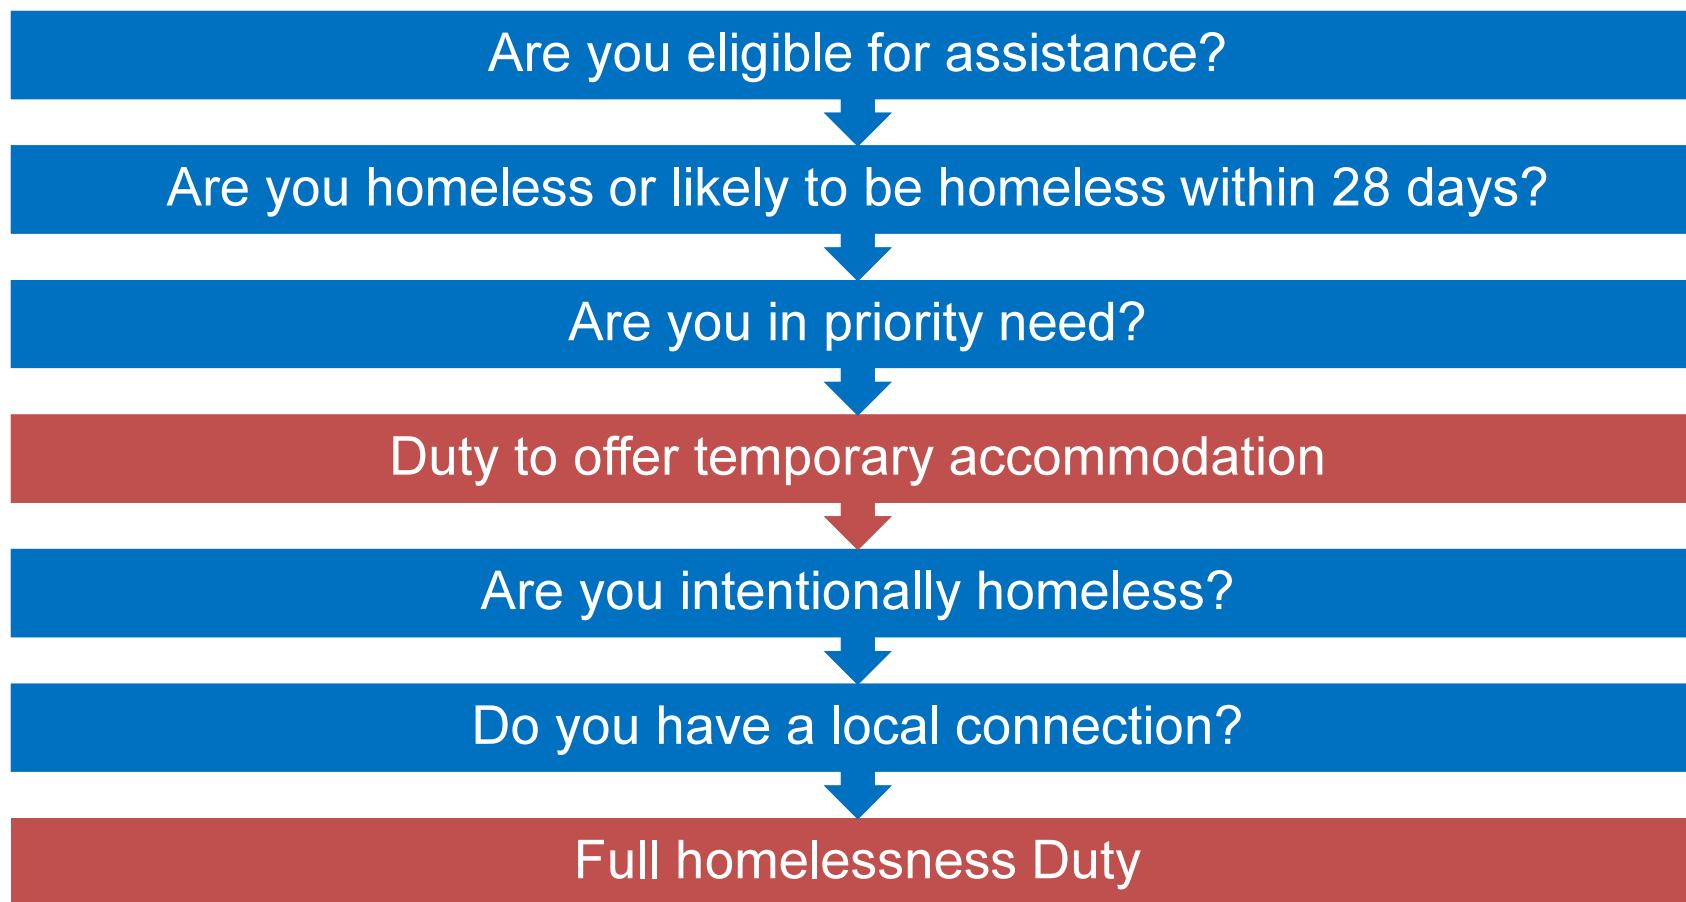 Are you eligible for assistance?
Are you homeless or likely to be homeless within 28 days?
Are you in priority need?
Duty to offer temporary accommodation
Are you intentionally homeless?
Do you have a local connection?
Full homelessness Duty